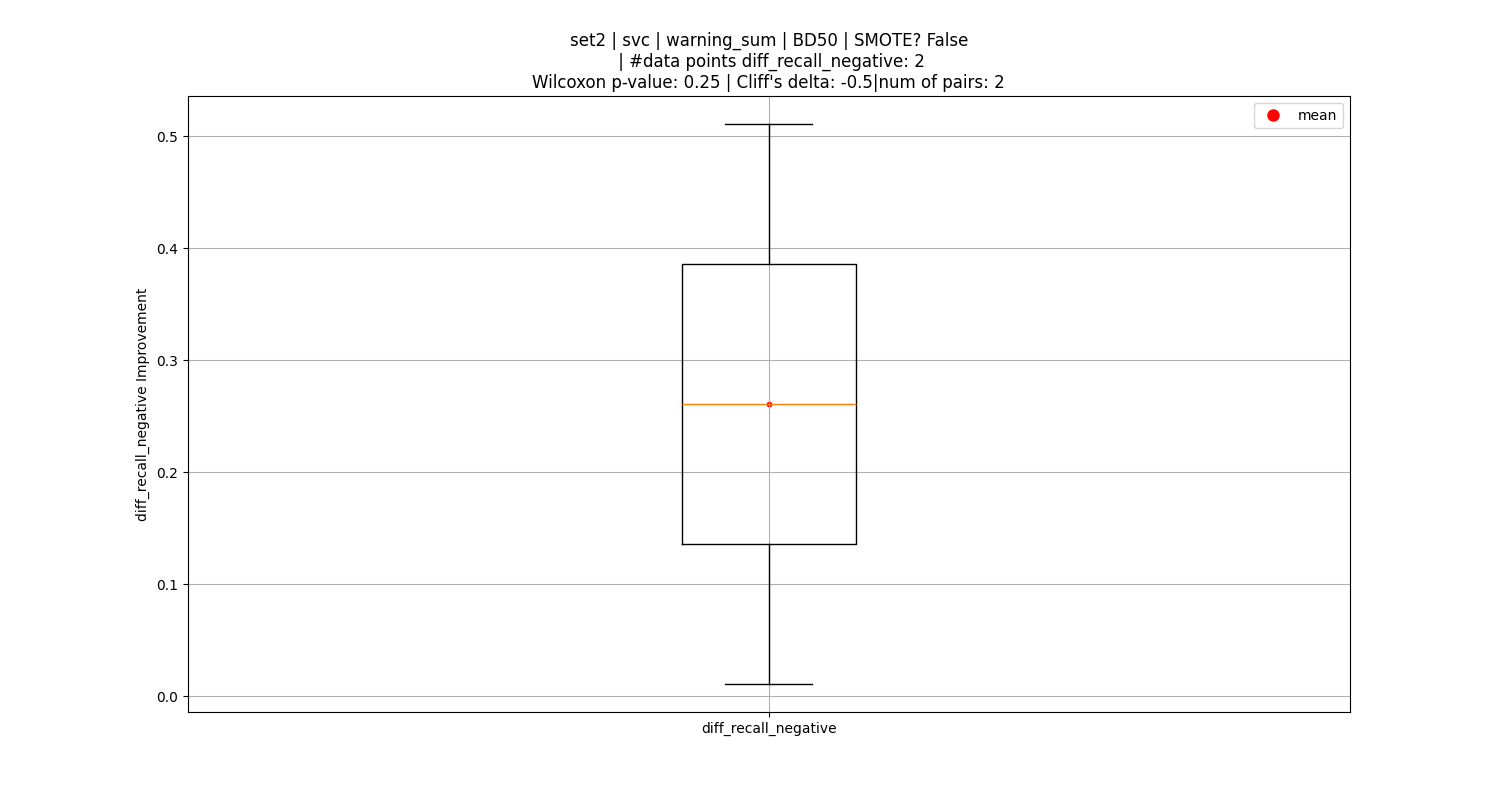 set2 | svc | warning_sum | BD50 | SMOTE? False
| #data points diff_recall_negative: 2
Wilcoxon p-value: 0.25 | Cliff's delta: -0.5|num of pairs: 2
mean
0.5
0.4
0.3
0.2
0.1
0.0
diff_recall_negative Improvement
diff_recall_negative